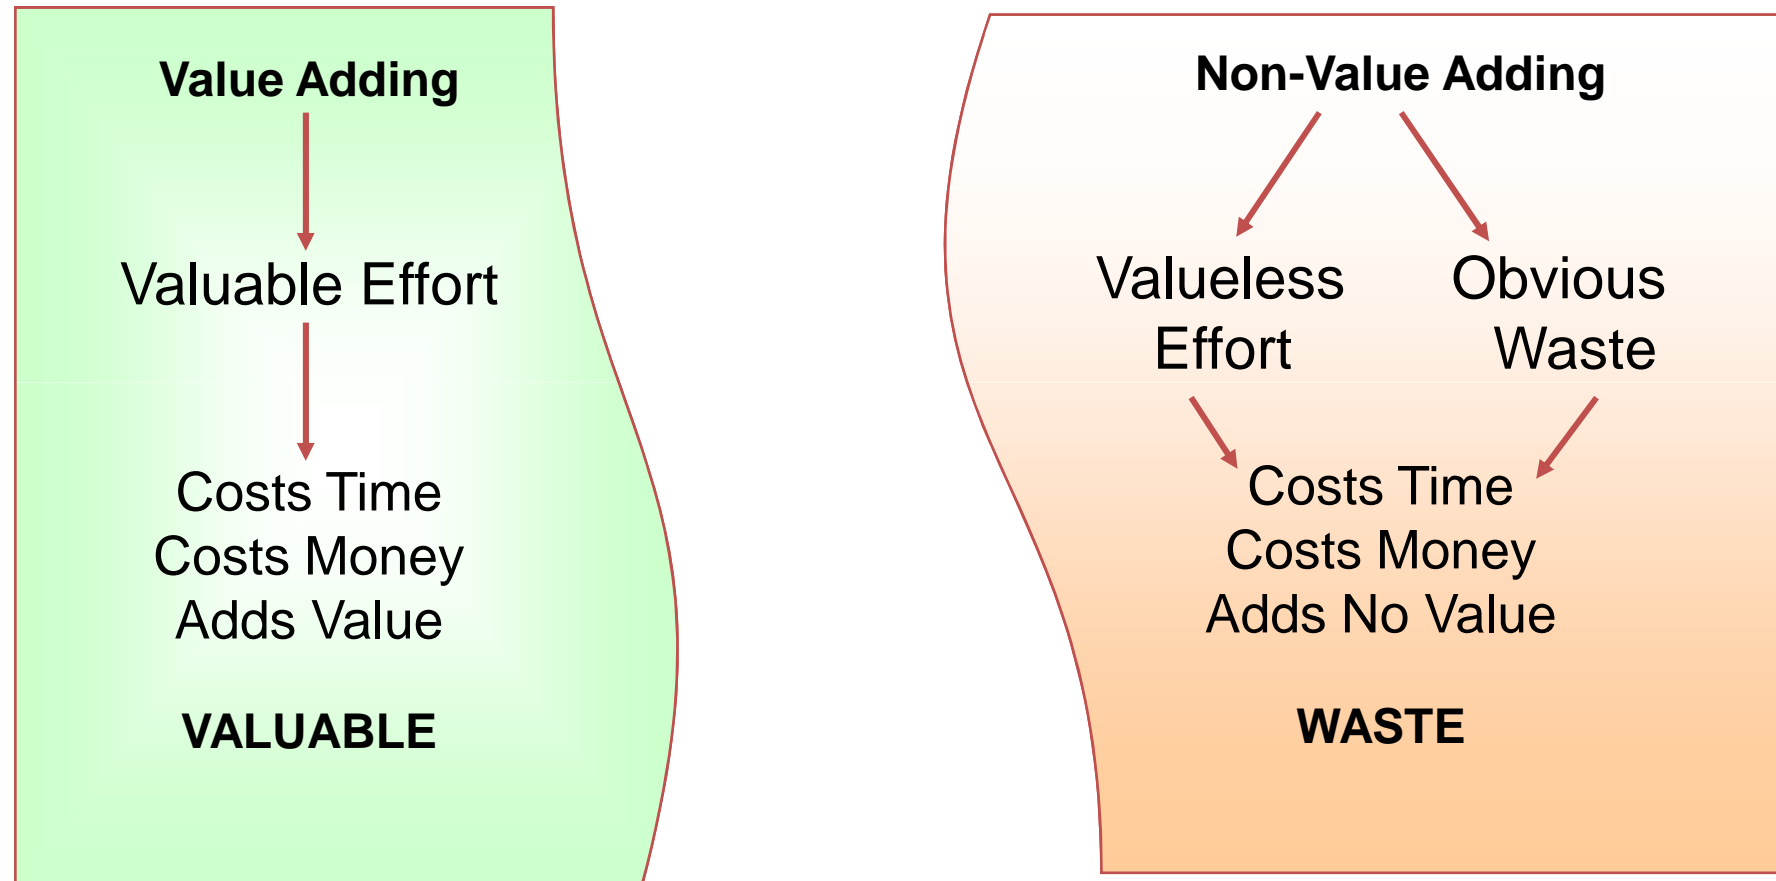 Value Adding
Valuable Effort
Costs Time
Costs Money
Adds Value
VALUABLE
Non-Value Adding
Valueless
Effort
Obvious
Waste
Costs Time
Costs Money
Adds No Value
WASTE